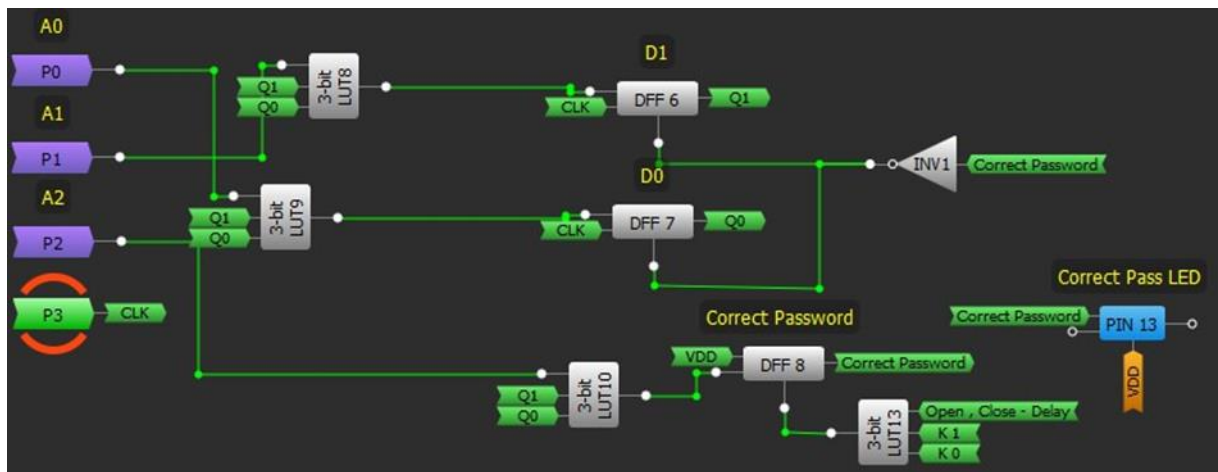 A0
P0
A1
P1
A2
P2
P3
CLK
Q1
Q0
3-bit
LUT8
Q1
Q0
3-bit
LUT9
D1
CLK
DFF 6
Q1
D0
CLK
DFF 7
Q0
INV1
Correct Password
Correct Password
VDD
DFF 8
Correct Password
Q1
Q0
3-bit
LUT10
3-bit
LUT13
Open , Close - Delay
K 1
K 0
Correct Pass LED
Correct Password
PIN 13
VDD